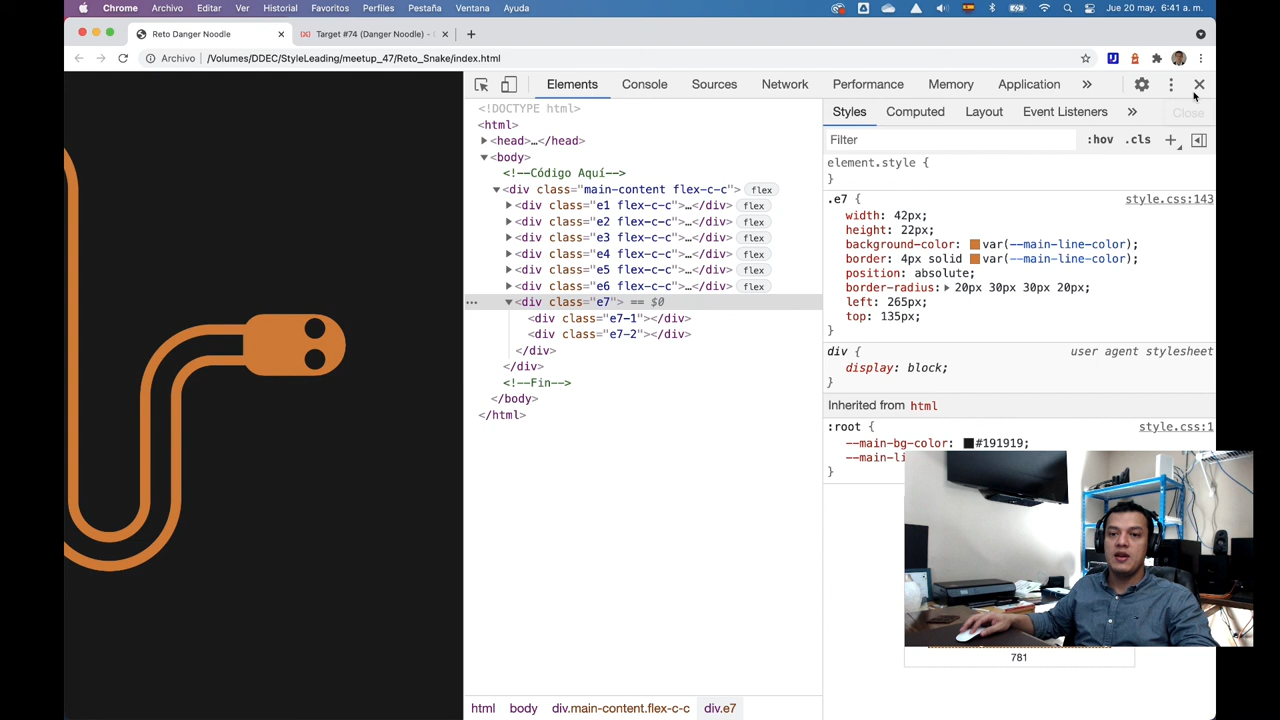 Chrome Archivo Editar Ver Historial Favoritos Perfiles Pestaña Ventana Ayuda Jue 20 may. 6:41 a. m.
Reto Danger Noodle Target #74 (Danger Noodle) - 
Archivo /Volumes/DDEC/StyleLeading/meetup_47/Reto_Snake/index.html
Elements Console Sources Network Performance Memory Application
Styles Computed Layout Event Listeners Close
Filter :hov .cls
<!DOCTYPE html>
<html>
<head>…</head>
<body>
<!--Código Aquí-->
<div class="main-content flex-c-c"> flex
<div class="e1 flex-c-c">…</div> flex
<div class="e2 flex-c-c">…</div> flex
<div class="e3 flex-c-c">…</div> flex
<div class="e4 flex-c-c">…</div> flex
<div class="e5 flex-c-c">…</div> flex
<div class="e6 flex-c-c">…</div> flex
… <div class="e7"> == $0
<div class="e7-1"></div>
<div class="e7-2"></div>
</div>
</div>
<!--Fin-->
</body>
</html>
element.style {
}
.e7 { style.css:143
width: 42px;
height: 22px;
background-color: var(--main-line-color);
border: 4px solid var(--main-line-color);
position: absolute;
border-radius: 20px 30px 30px 20px;
left: 265px;
top: 135px;
}
div { user agent stylesheet
display: block;
}
Inherited from html
:root { style.css:1
--main-bg-color: #191919;
--main-li
}
781
html body div.main-content.flex-c-c div.e7